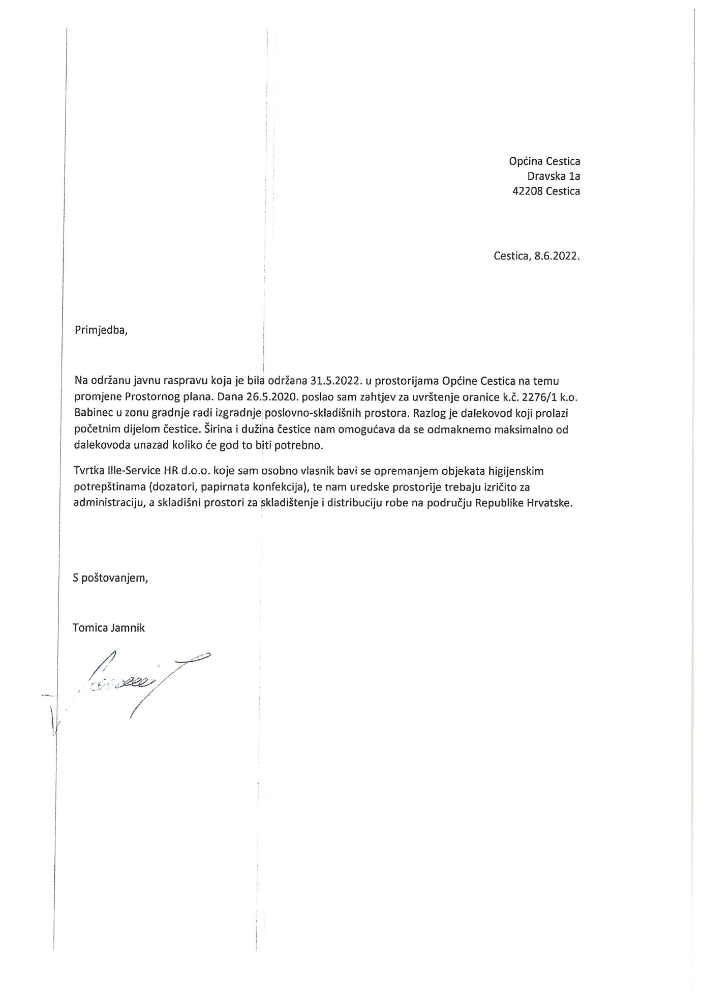 Općina Cestica
Dravska 1a
42208 Cestica
Cestica, 8.6.2022.
Primjedba,
Na održanu javnu raspravu koja je bila održana 31.5.2022. u prostorijama Općine Cestica na temu
promjene Prostornog plana. Dana 26.5.2020. poslao sam zahtjev za uvrštenje oranice k.č. 2276/1 k.o.
Babinec u zonu gradnje radi izgradnje poslovno-skladišnih prostora. Razlog je dalekovod koji prolazi
početnim dijelom čestice. Širina i dužina čestice nam omogućava da se odmaknemo maksimalno od
dalekovoda unazad koliko će god to biti potrebno.
Tvrtka Ille-Service HR d.o.o. koje sam osobno vlasnik bavi se opremanjem objekata higijenskim
potrepštinama (dozatori, papirnata konfekcija), te nam uredske prostorije trebaju izričito za
administraciju, a skladišni prostori za skladištenje i distribuciju robe na području Republike Hrvatske.
S poštovanjem,
Tomica Jamnik